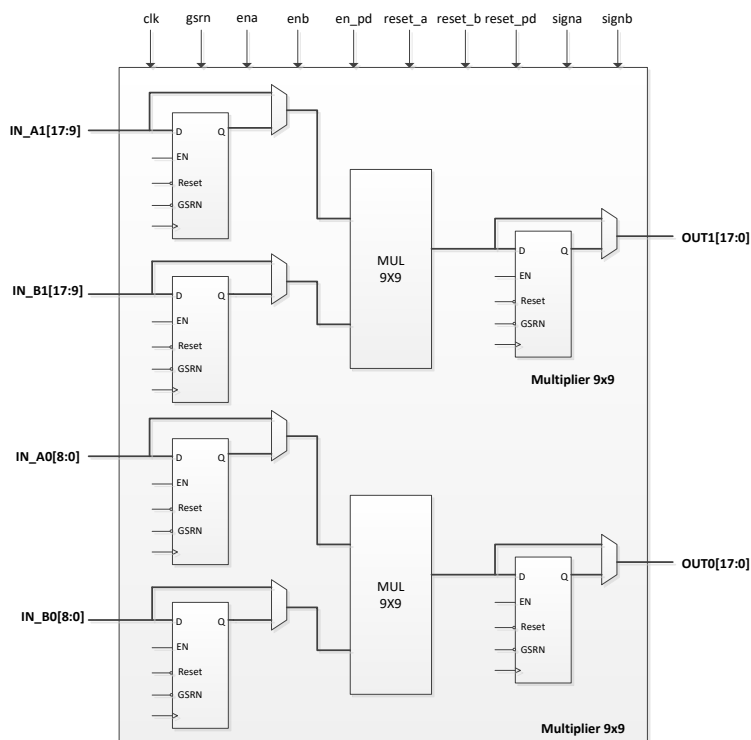 clk gsrn ena enb en_pd reset_a reset_b reset_pd signa signb
IN_A1[17:9]
D Q
EN
Reset
GSRN
IN_B1[17:9]
D Q
EN
Reset
GSRN
MUL
9X9
D Q
EN
Reset
GSRN
OUT1[17:0]
Multiplier 9x9
IN_A0[8:0]
D Q
EN
Reset
GSRN
IN_B0[8:0]
D Q
EN
Reset
GSRN
MUL
9X9
D Q
EN
Reset
GSRN
OUT0[17:0]
Multiplier 9x9